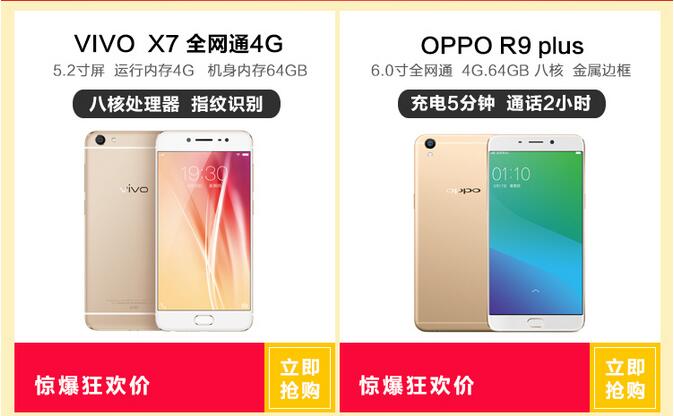 VIVO X7 全网通4G
5.2寸屏 运行内存4G 机身内存64GB
八核处理器 指纹识别
vivo
19:30
惊爆狂欢价
立即
抢购
OPPO R9 plus
6.0寸全网通 4G.64GB 八核 金属边框
充电5分钟 通话2小时
oppo
01:10
惊爆狂欢价
立即
抢购